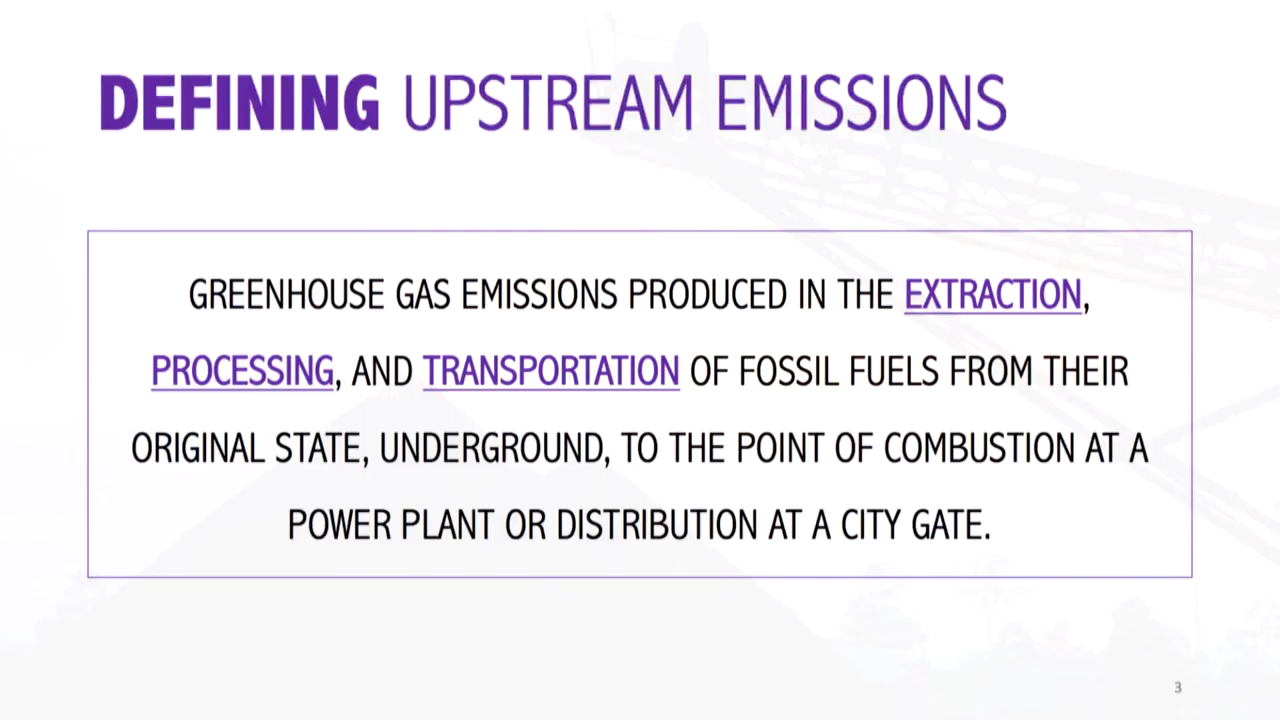 DEFINING UPSTREAM EMISSIONS
GREENHOUSE GAS EMISSIONS PRODUCED IN THE EXTRACTION,
PROCESSING, AND TRANSPORTATION OF FOSSIL FUELS FROM THEIR
ORIGINAL STATE, UNDERGROUND, TO THE POINT OF COMBUSTION AT A
POWER PLANT OR DISTRIBUTION AT A CITY GATE.
3